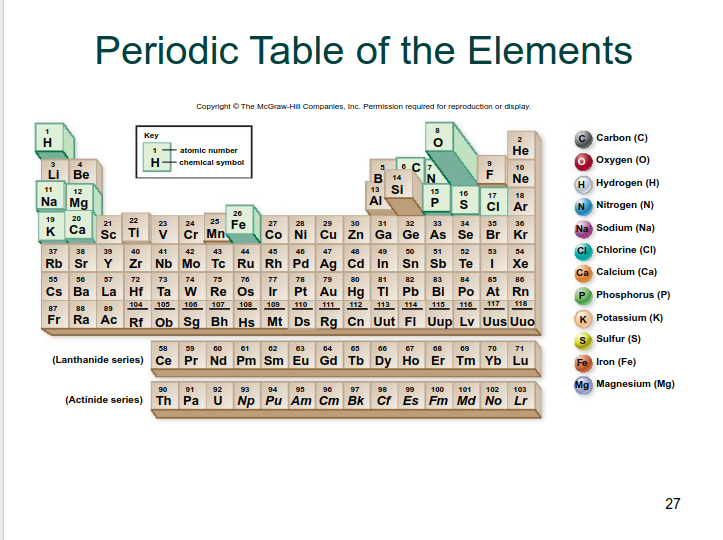 Periodic Table of the Elements
Copyright © The McGraw-Hill Companies, Inc. Permission required for reproduction or display.
Key
1 atomic number
H chemical symbol
1 8 2
H O He
3 4 5 6 7 9 10
Li Be B C N F Ne
11 12 13 14 15 16 17 18
Na Mg Al Si P S Cl Ar
19 20 21 22 23 24 25 26 27 28 29 30 31 32 33 34 35 36
K Ca Sc Ti V Cr Mn Fe Co Ni Cu Zn Ga Ge As Se Br Kr
37 38 39 40 41 42 43 44 45 46 47 48 49 50 51 52 53 54
Rb Sr Y Zr Nb Mo Tc Ru Rh Pd Ag Cd In Sn Sb Te I Xe
55 56 57 72 73 74 75 76 77 78 79 80 81 82 83 84 85 86
Cs Ba La Hf Ta W Re Os Ir Pt Au Hg Tl Pb Bi Po At Rn
87 88 89 104 105 106 107 108 109 110 111 112 113 114 115 116 117 118
Fr Ra Ac Rf Ob Sg Bh Hs Mt Ds Rg Cn Uut Fl Uup Lv Uus Uuo
58 59 60 61 62 63 64 65 66 67 68 69 70 71
(Lanthanide series) Ce Pr Nd Pm Sm Eu Gd Tb Dy Ho Er Tm Yb Lu
90 91 92 93 94 95 96 97 98 99 100 101 102 103
(Actinide series) Th Pa U Np Pu Am Cm Bk Cf Es Fm Md No Lr
C Carbon (C)
O Oxygen (O)
H Hydrogen (H)
N Nitrogen (N)
Na Sodium (Na)
Cl Chlorine (Cl)
Ca Calcium (Ca)
P Phosphorus (P)
K Potassium (K)
S Sulfur (S)
Fe Iron (Fe)
Mg Magnesium (Mg)
27